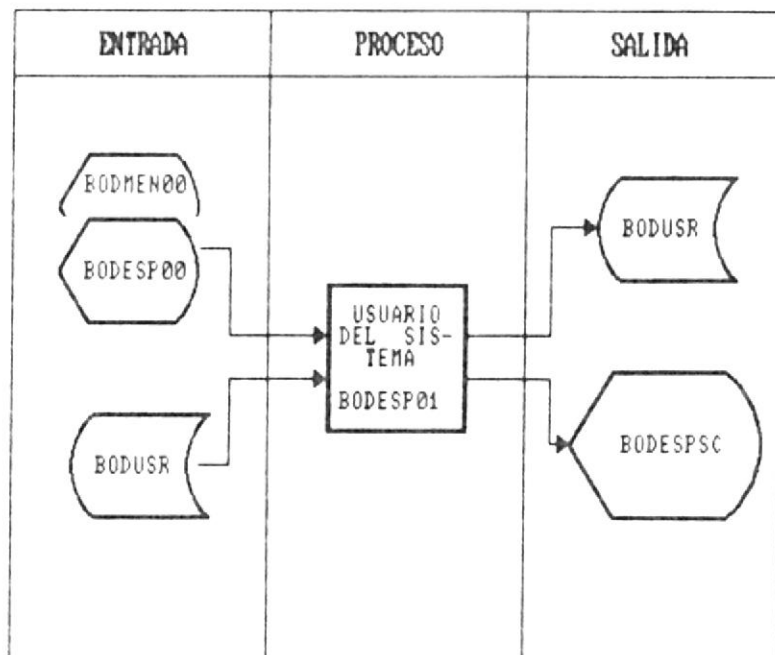 ENTRADA
PROCESO
SALIDA
BODMEN00
BODESP00
BODUSR
USUARIO
DEL SIS-
TEMA
BODESP01
BODUSR
BODESPSC